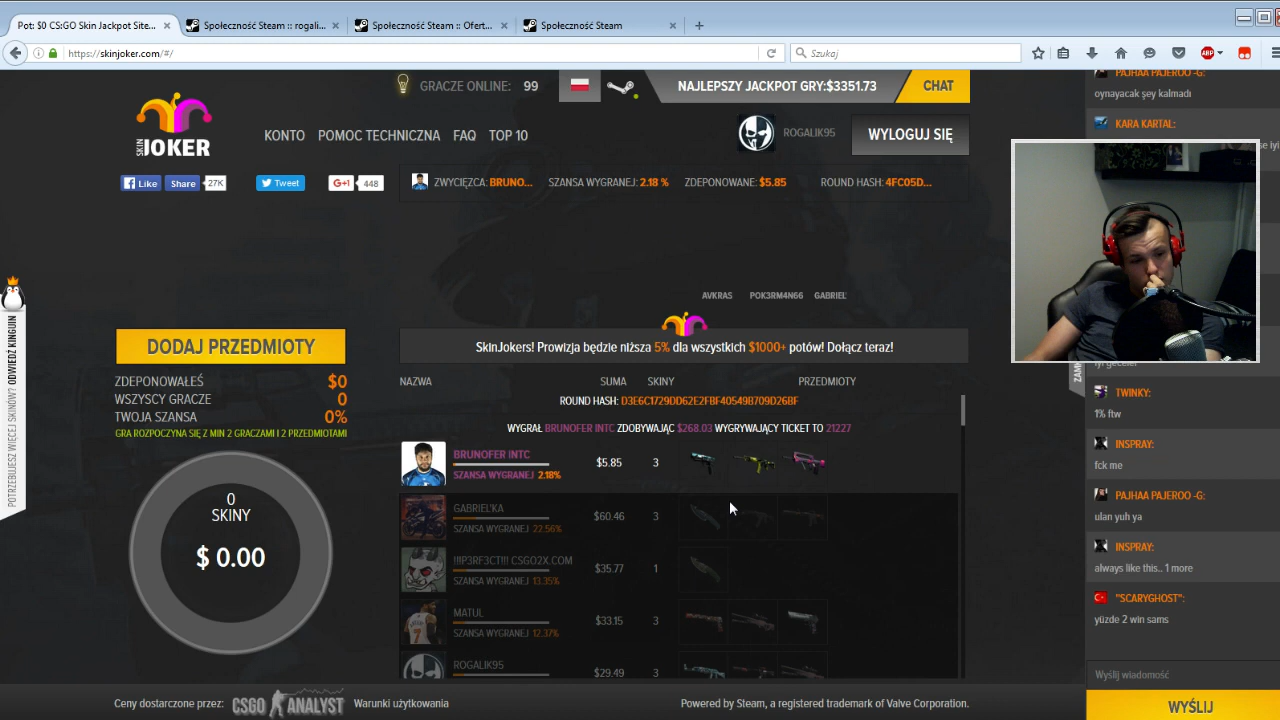 Pot: $0 CS:GO Skin Jackpot Site...
Społeczność Steam :: rogali...
Społeczność Steam :: Ofert...
Społeczność Steam
https://skinjoker.com/#/
Szukaj
ABP
GRACZE ONLINE: 99
NAJLEPSZY JACKPOT GRY:$3351.73
CHAT
SKIN JOKER
KONTO
POMOC TECHNICZNA
FAQ
TOP 10
ROGALIK95
WYLOGUJ SIĘ
Like
Share
27K
Tweet
G+1
448
ZWYCIĘZCA: BRUNO...
SZANSA WYGRANEJ: 2.18 %
ZDEPONOWANE: $5.85
ROUND HASH: 4FC05D...
AVKRAS
POK3RM4N66
GABRIEL'
POTRZEBUJESZ WIĘCEJ SKINÓW? ODWIEDŹ KINGUIN
DODAJ PRZEDMIOTY
ZDEPONOWAŁEŚ $0
WSZYSCY GRACZE 0
TWOJA SZANSA 0%
GRA ROZPOCZYNA SIĘ Z MIN 2 GRACZAMI I 2 PRZEDMIOTAMI
0
SKINY
$ 0.00
SkinJokers! Prowizja będzie niższa 5% dla wszystkich $1000+ potów! Dołącz teraz!
NAZWA
SUMA
SKINY
PRZEDMIOTY
ROUND HASH: D3E6C1729DD62E2FBF40549B709D26BF
WYGRAŁ BRUNOFER INTC ZDOBYWAJĄC $268.03 WYGRYWAJĄCY TICKET TO 21227
BRUNOFER INTC
SZANSA WYGRANEJ 2.18%
$5.85
3
GABRIEL'KA
SZANSA WYGRANEJ 22.56%
$60.46
3
!!!P3RF3CT!!! CSGO2X.COM
SZANSA WYGRANEJ 13.35%
$35.77
1
MATUL
SZANSA WYGRANEJ 12.37%
$33.15
3
ROGALIK95
$29.49
3
PAJHAA PAJEROO -G:
oynayacak şey kalmadı
KARA KARTAL:
se iyi
TWINKY:
1% ftw
INSPRAY:
fck me
PAJHAA PAJEROO -G:
ulan yuh ya
INSPRAY:
always like this.. 1 more
"SCARYGHOST":
yüzde 2 win sams
Wyślij wiadomość
WYŚLIJ
Ceny dostarczone przez:
CSGO ANALYST
Warunki użytkowania
Powered by Steam, a registered trademark of Valve Corporation.